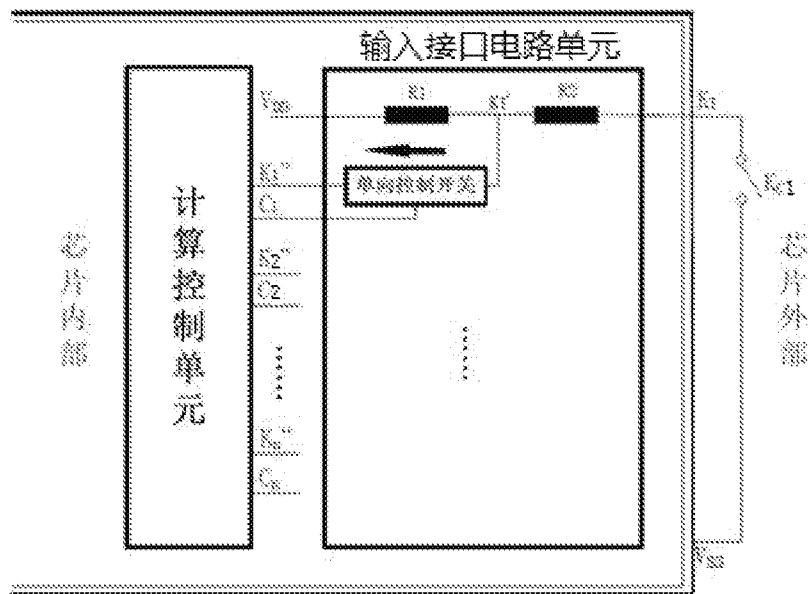 输入接口电路单元
V_DD
R1
K1'
R2
K1
K1"
单向控制开关
C1
KC1
K2"
C2
Kn"
Cn
VSS
计算控制单元
芯片内部
芯片外部